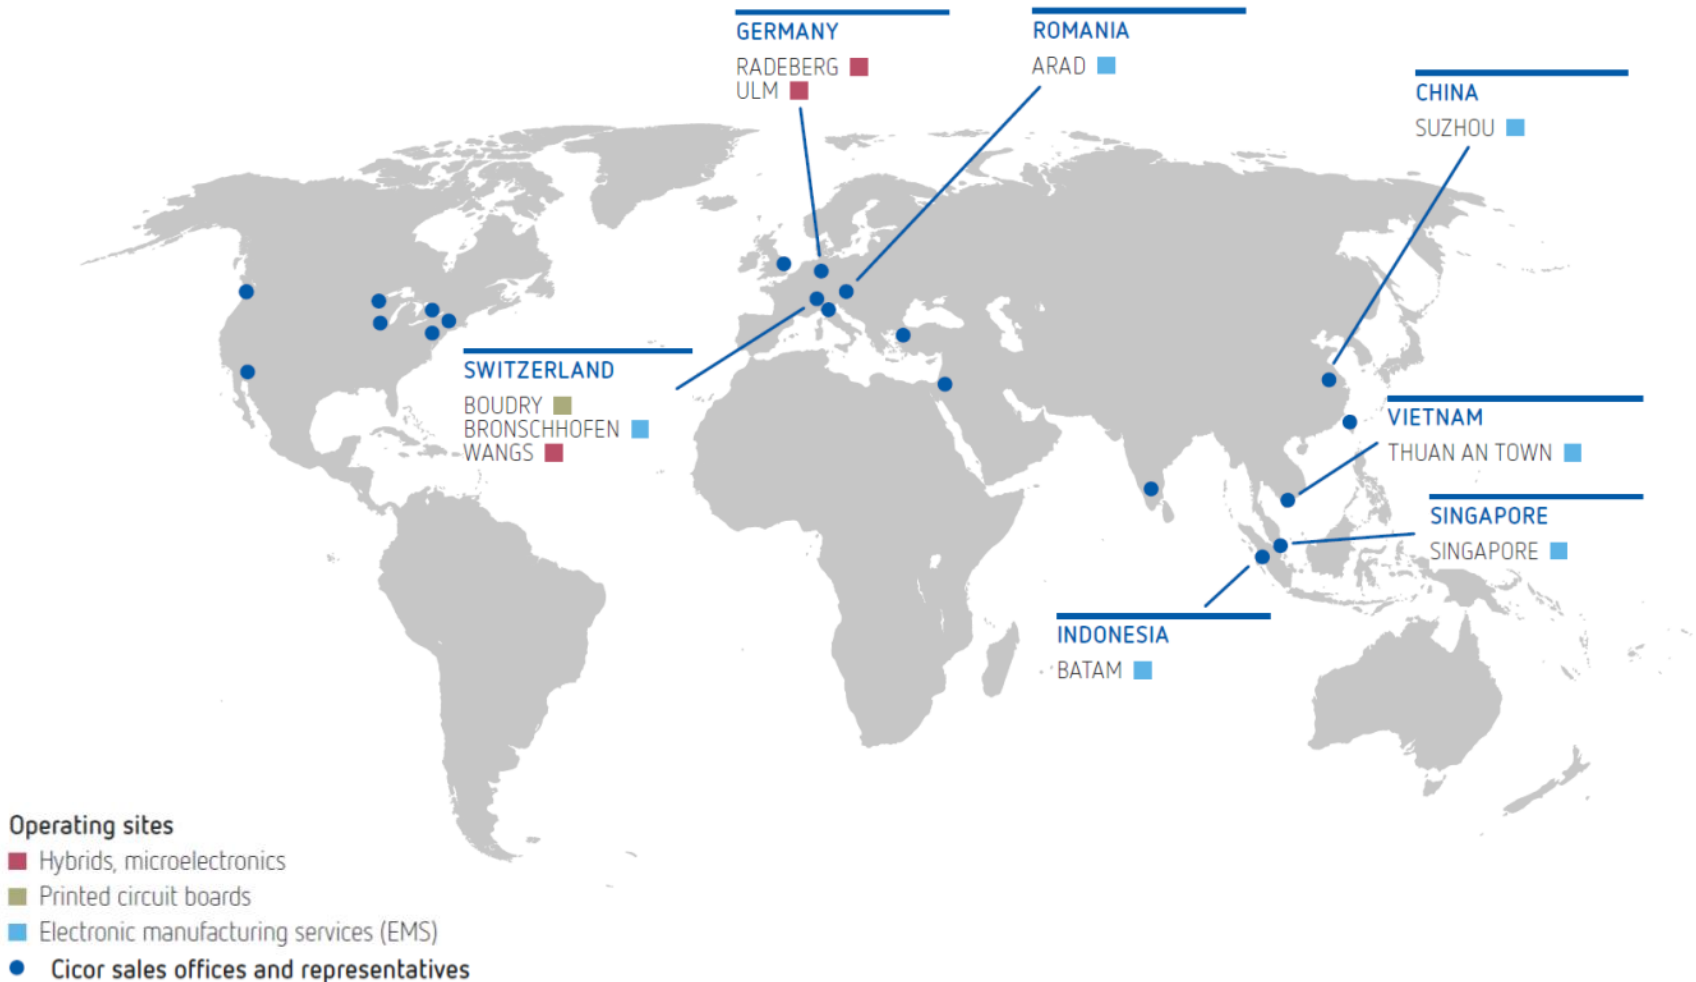 GERMANY
RADEBERG
ULM
ROMANIA
ARAD
CHINA
SUZHOU
SWITZERLAND
BOUDRY
BRONSCHHOFEN
WANGS
VIETNAM
THUAN AN TOWN
SINGAPORE
SINGAPORE
INDONESIA
BATAM
Operating sites
Hybrids, microelectronics
Printed circuit boards
Electronic manufacturing services (EMS)
Cicor sales offices and representatives